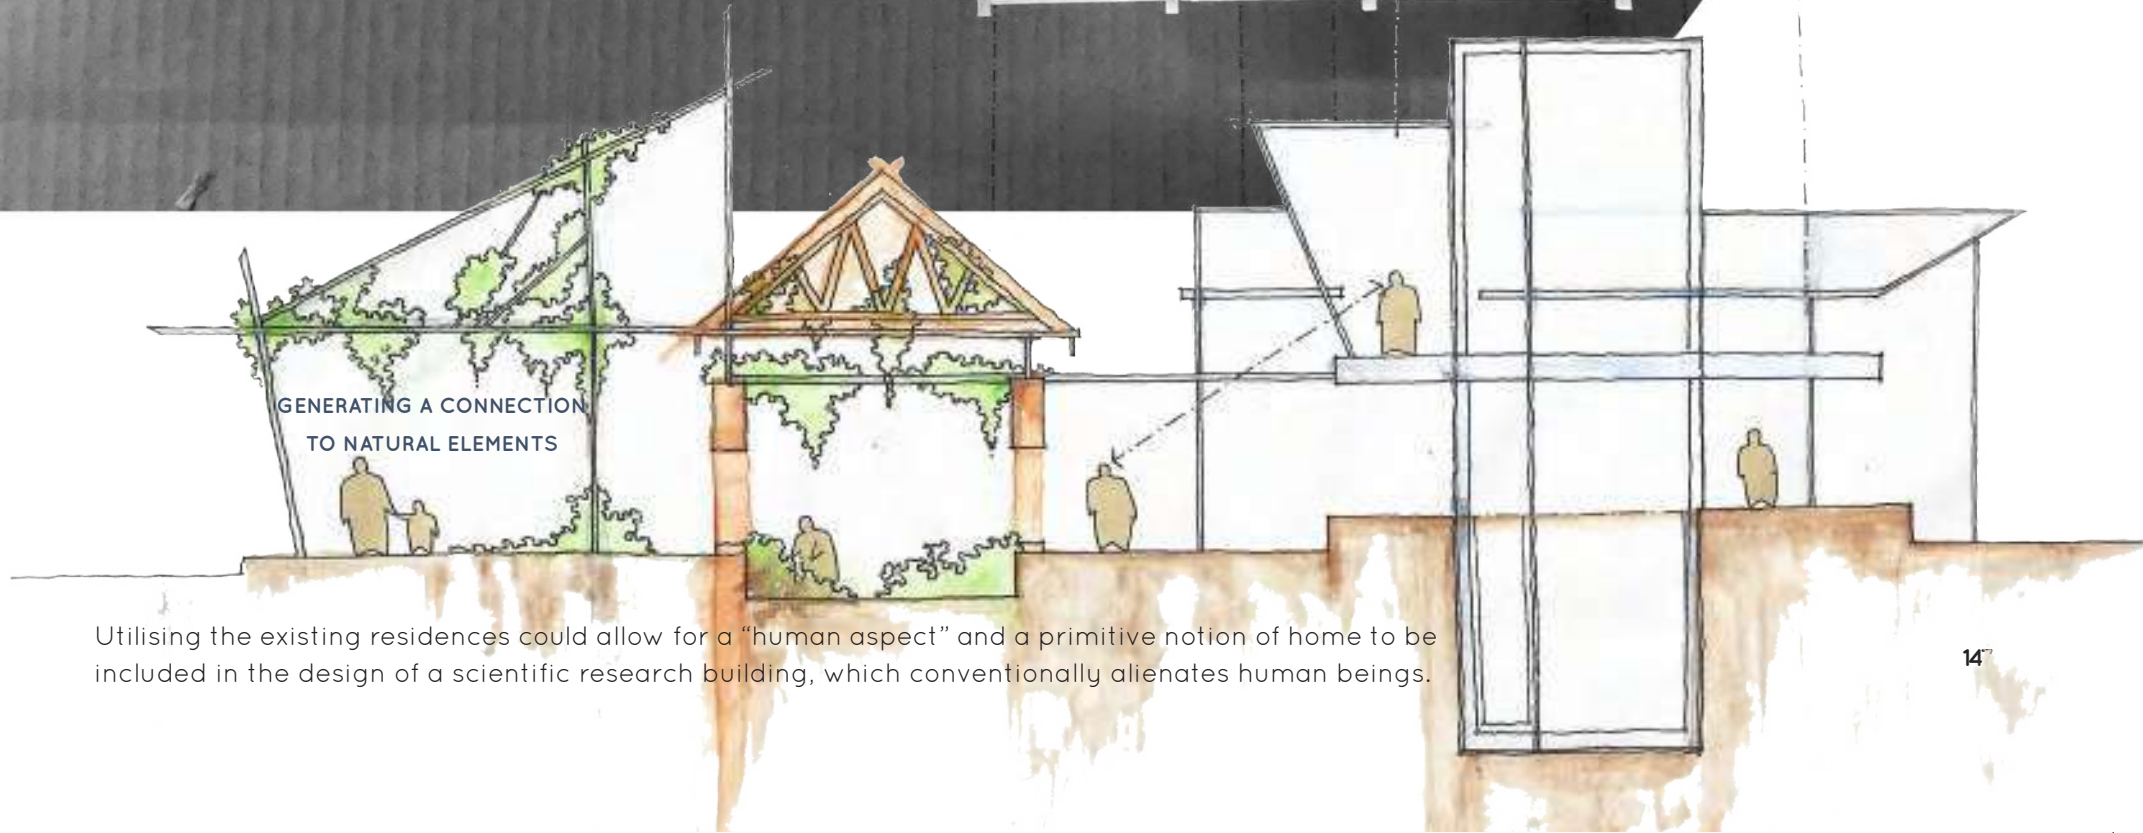 GENERATING A CONNECTION
TO NATURAL ELEMENTS
Utilising the existing residences could allow for a “human aspect” and a primitive notion of home to be
included in the design of a scientific research building, which conventionally alienates human beings.
14